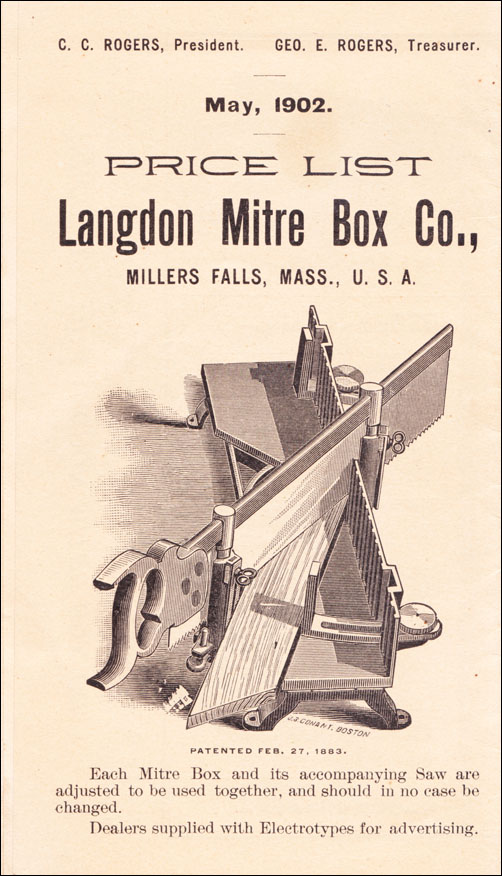 C. C. ROGERS, President. GEO. E. ROGERS, Treasurer.
May, 1902.
PRICE LIST
Langdon Mitre Box Co.,
MILLERS FALLS, MASS., U. S. A.
J.G. CONANT. BOSTON
PATENTED FEB. 27, 1883.
Each Mitre Box and its accompanying Saw are
adjusted to be used together, and should in no case be
changed.
Dealers supplied with Electrotypes for advertising.